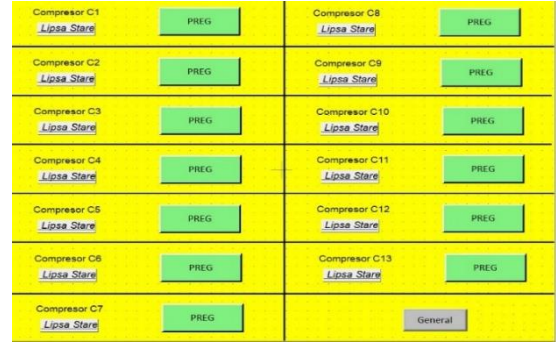 Compresor C1
Lipsa Stare
PREG
Compresor C2
Lipsa Stare
PREG
Compresor C3
Lipsa Stare
PREG
Compresor C4
Lipsa Stare
PREG
Compresor C5
Lipsa Stare
PREG
Compresor C6
Lipsa Stare
PREG
Compresor C7
Lipsa Stare
PREG
Compresor C8
Lipsa Stare
PREG
Compresor C9
Lipsa Stare
PREG
Compresor C10
Lipsa Stare
PREG
Compresor C11
Lipsa Stare
PREG
Compresor C12
Lipsa Stare
PREG
Compresor C13
Lipsa Stare
PREG
General